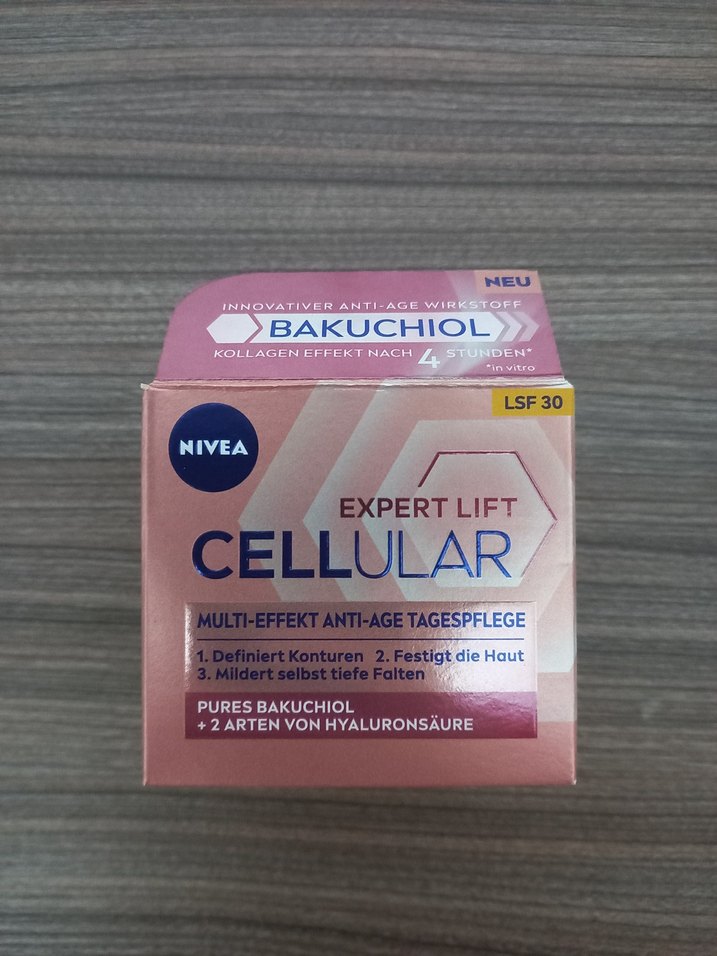 NEU
INNOVATIVER ANTI-AGE WIRKSTOFF
BAKUCHIOL
KOLLAGEN EFFEKT NACH 4 STUNDEN*
*in vitro
LSF 30
NIVEA
EXPERT LIFT
CELLULAR
MULTI-EFFEKT ANTI-AGE TAGESPFLEGE
1. Definiert Konturen 2. Festigt die Haut
3. Mildert selbst tiefe Falten
PURES BAKUCHIOL
+ 2 ARTEN VON HYALURONSÄURE